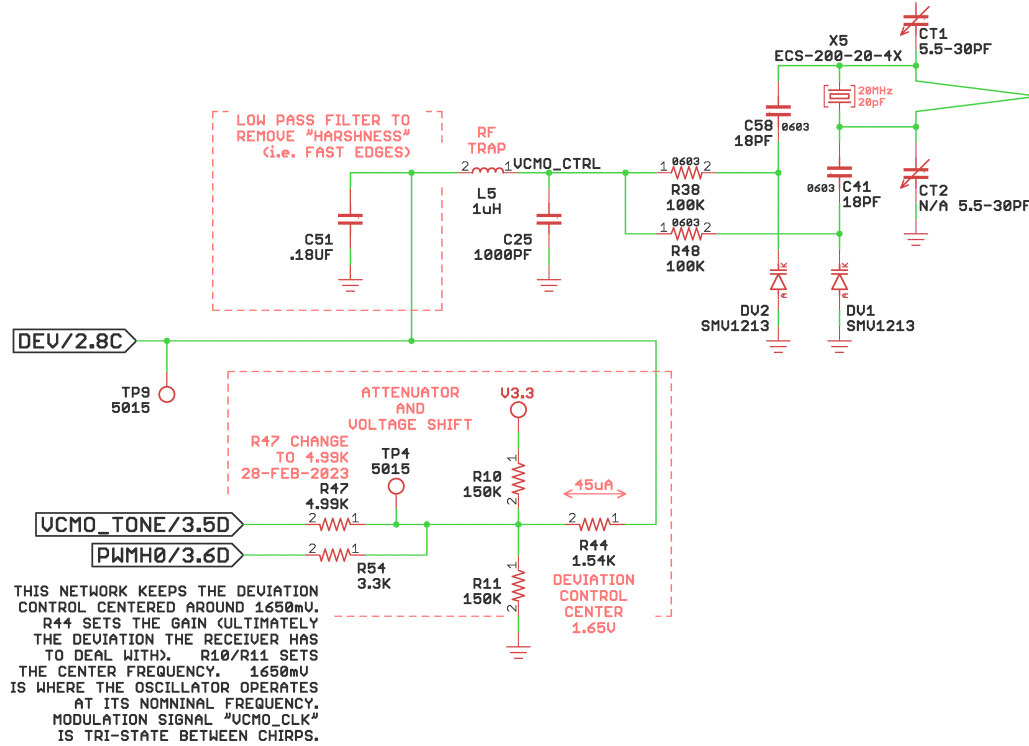 CT1
5.5-30PF
X5
ECS-200-20-4X
20MHz
20pF
LOW PASS FILTER TO
REMOVE "HARSHNESS"
(i.e. FAST EDGES)
RF
TRAP
2
1
VCMO_CTRL
L5
1uH
C58
0603
18PF
0603
1
2
R38
100K
0603
C41
18PF
CT2
N/A 5.5-30PF
C51
.18UF
C25
1000PF
0603
1
2
R48
100K
K
A
K
A
DV2
SMV1213
DV1
SMV1213
DEV/2.8C
TP9
5015
ATTENUATOR
AND
VOLTAGE SHIFT
V3.3
R47 CHANGE
TO 4.99K
28-FEB-2023
TP4
5015
R47
4.99K
1
R10
150K
2
45uA
VCMO_TONE/3.5D
2
1
2
1
R44
1.54K
PWMH0/3.6D
2
1
R54
3.3K
1
R11
150K
2
DEVIATION
CONTROL
CENTER
1.65V
THIS NETWORK KEEPS THE DEVIATION
CONTROL CENTERED AROUND 1650mV.
R44 SETS THE GAIN (ULTIMATELY
THE DEVIATION THE RECEIVER HAS
TO DEAL WITH). R10/R11 SETS
THE CENTER FREQUENCY. 1650mV
IS WHERE THE OSCILLATOR OPERATES
AT ITS NOMNINAL FREQUENCY.
MODULATION SIGNAL "VCMO_CLK"
IS TRI-STATE BETWEEN CHIRPS.